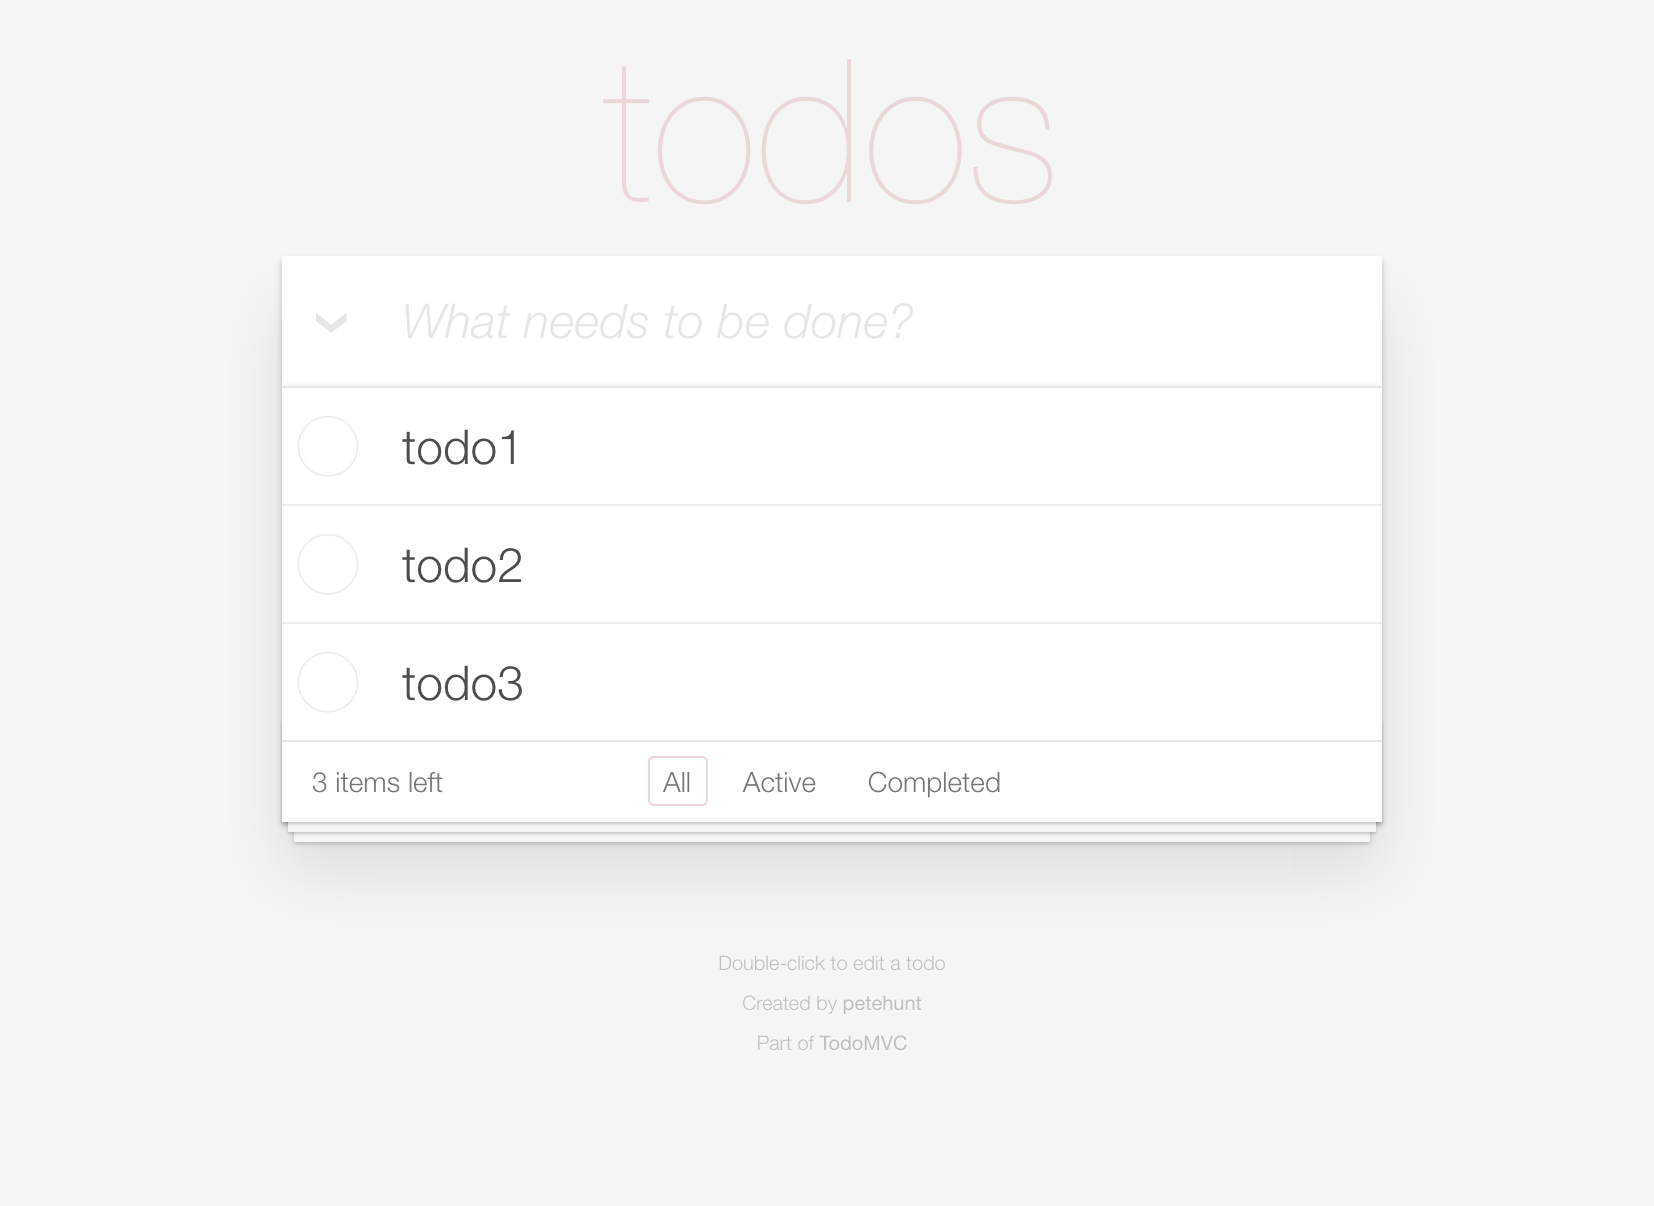 todos
What needs to be done?
todo1
todo2
todo3
3 items left All Active Completed
Double-click to edit a todo
Created by petehunt
Part of TodoMVC